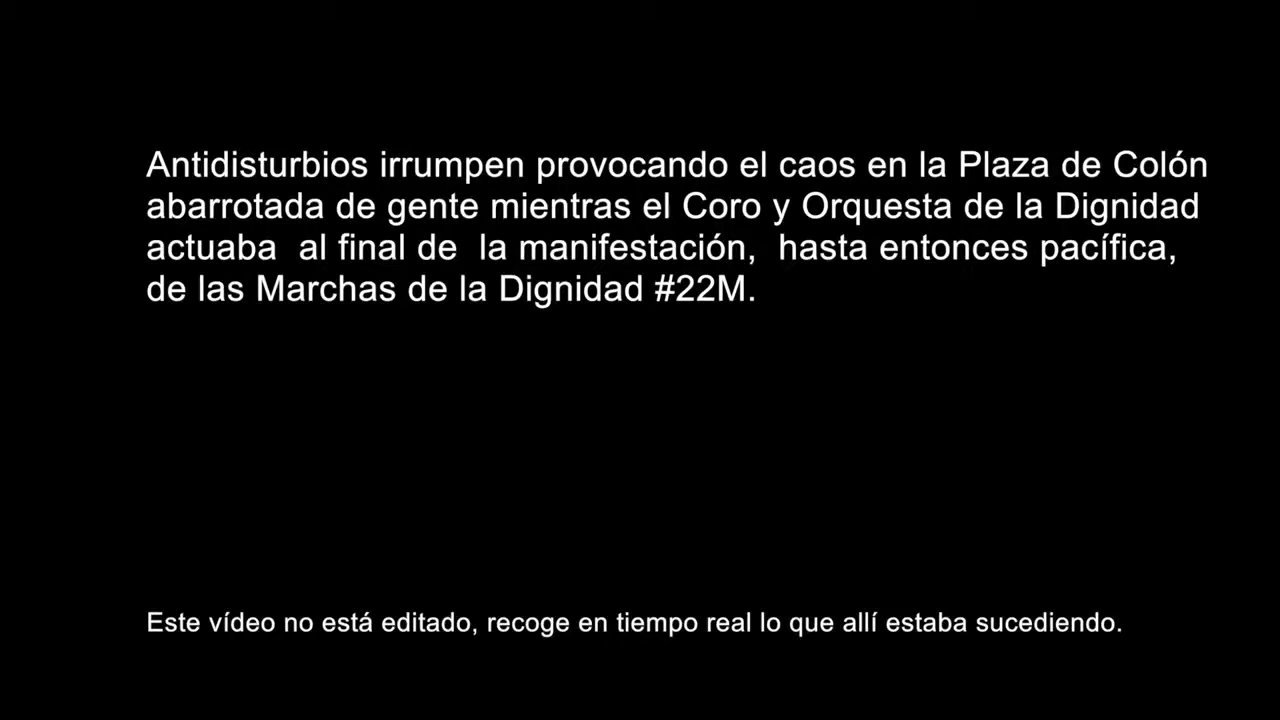 Antidisturbios irrumpen provocando el caos en la Plaza de Colón
abarrotada de gente mientras el Coro y Orquesta de la Dignidad
actuaba  al final de  la manifestación,  hasta entonces pacífica,
de las Marchas de la Dignidad #22M.
Este vídeo no está editado, recoge en tiempo real lo que allí estaba sucediendo.